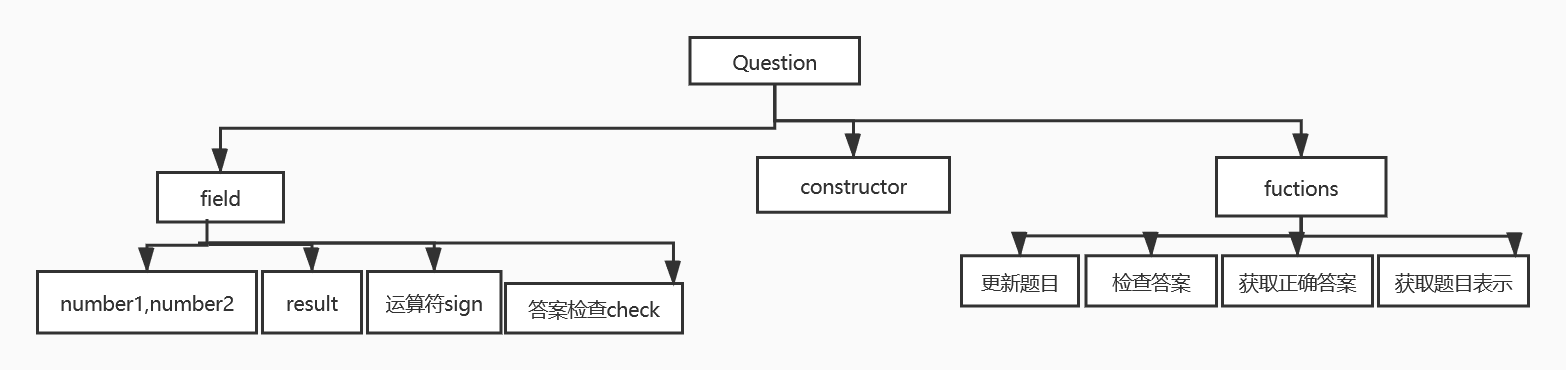 Question
field
constructor
fuctions
number1,number2
result
运算符sign
答案检查check
更新题目
检查答案
获取正确答案
获取题目表示